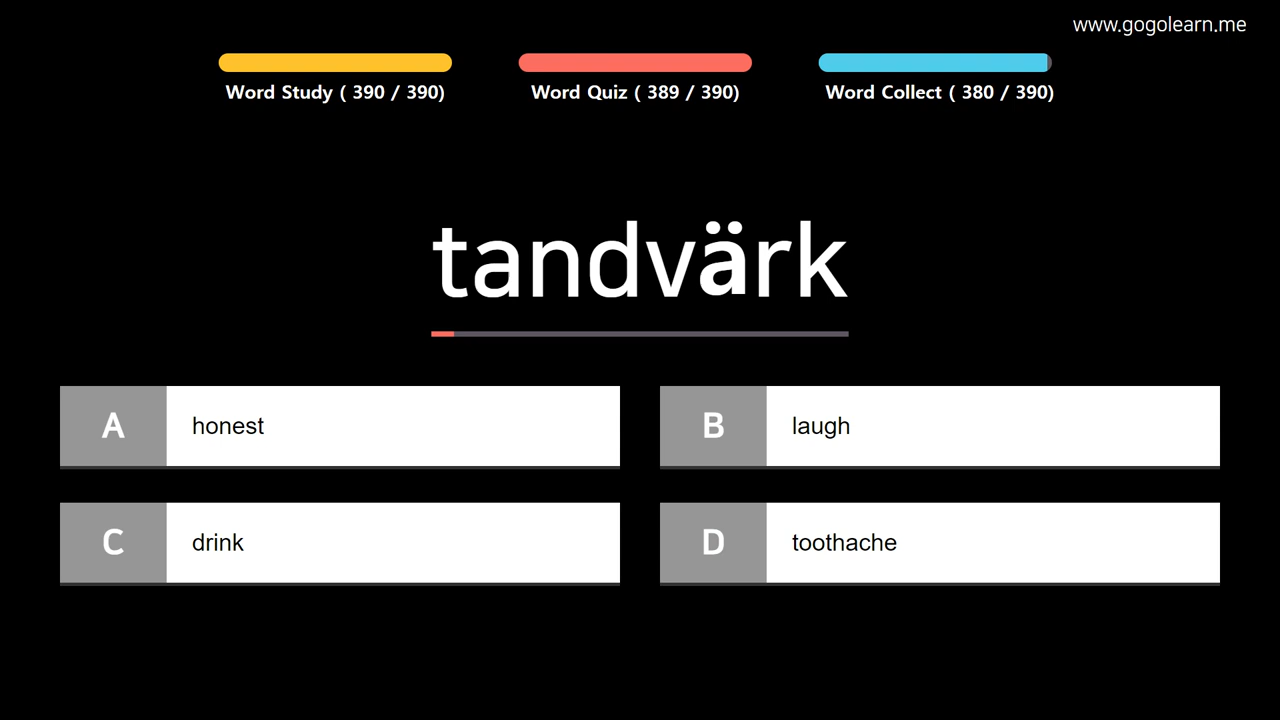 www.gogolearn.me
Word Study ( 390 / 390)
Word Quiz ( 389 / 390)
Word Collect ( 380 / 390)
tandvärk
A honest
B laugh
C drink
D toothache